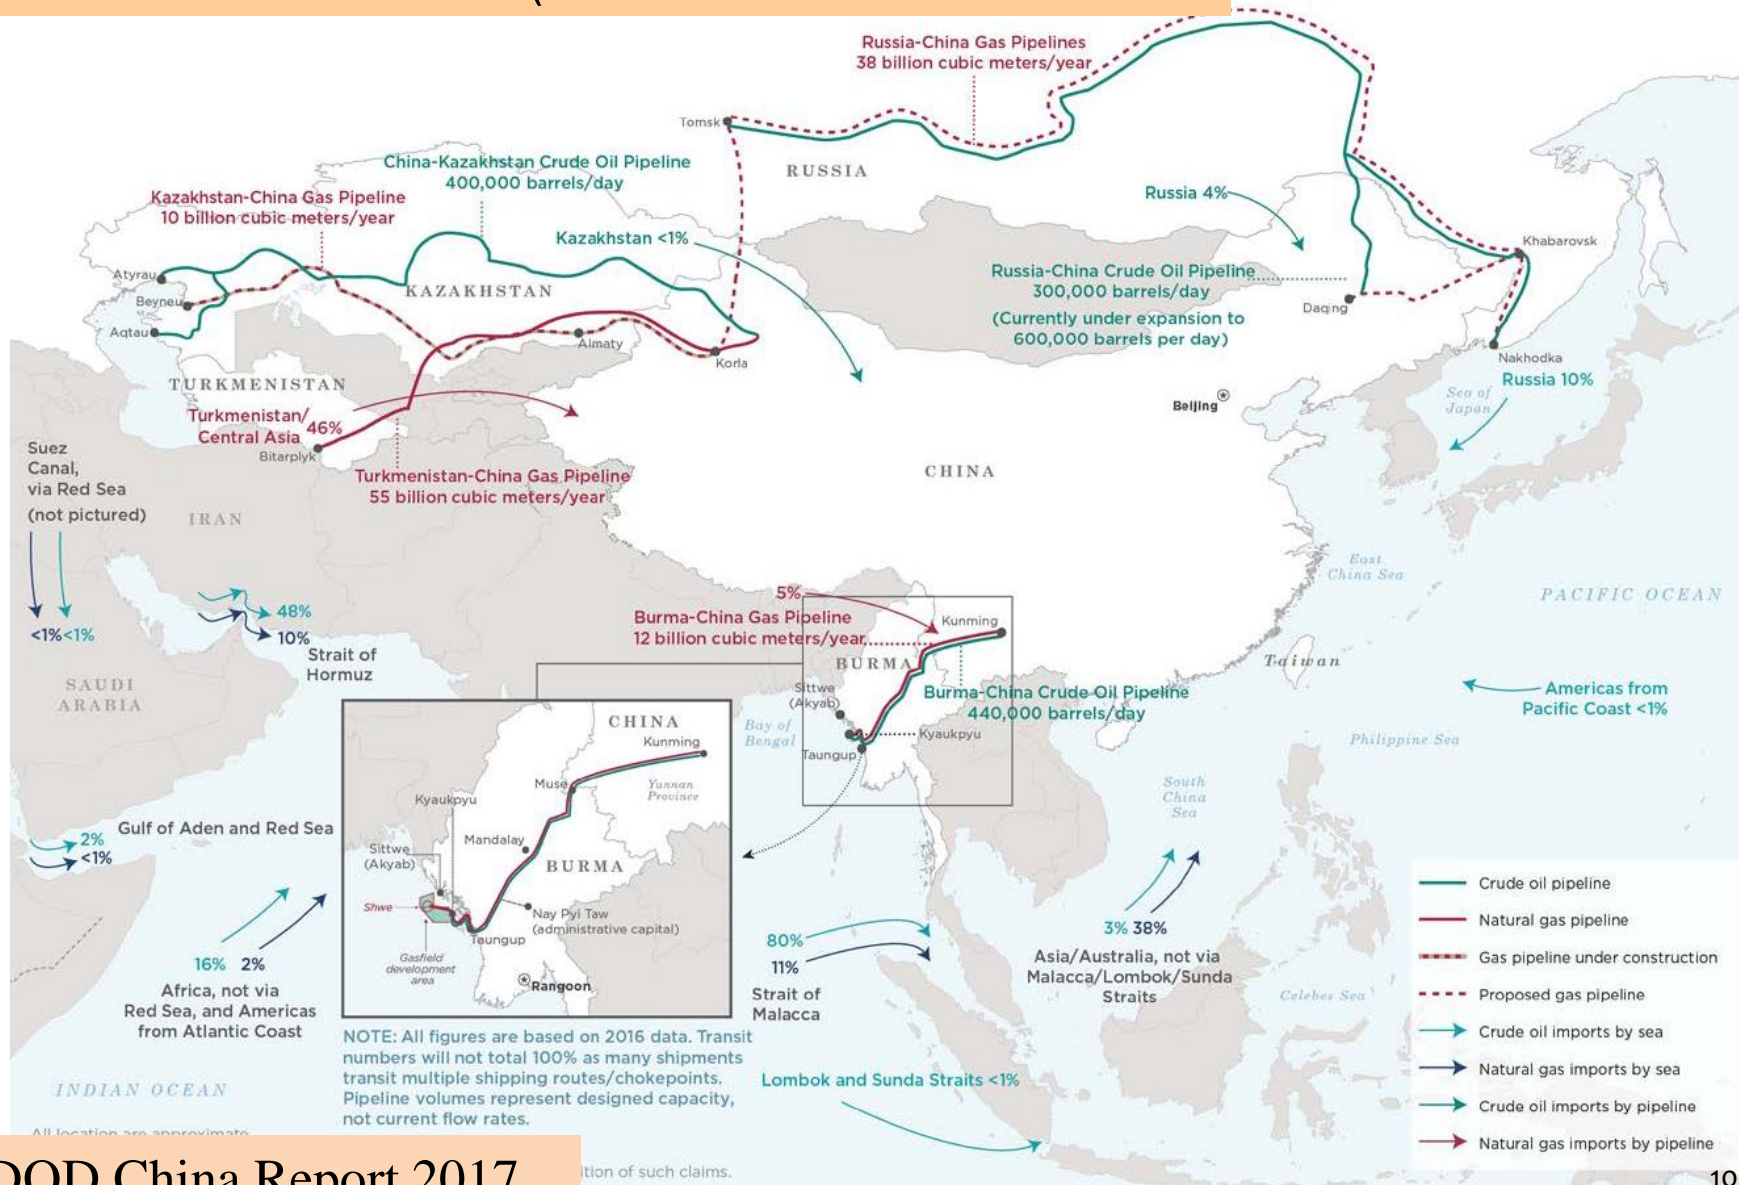 Russia-China Gas Pipelines
38 billion cubic meters/year
Tomsk
RUSSIA
China-Kazakhstan Crude Oil Pipeline
400,000 barrels/day
Kazakhstan-China Gas Pipeline
10 billion cubic meters/year
Kazakhstan <1%
Russia 4%
Khabarovsk
Atyrau
Beyneu
Aqtau
KAZAKHSTAN
Russia-China Crude Oil Pipeline
300,000 barrels/day
(Currently under expansion to
600,000 barrels per day)
Daqing
Almaty
Korla
Nakhodka
Russia 10%
Sea of
Japan
TURKMENISTAN
Turkmenistan/
Central Asia
46%
Bitarplyk
Beijing
Suez
Canal,
via Red Sea
(not pictured)
Turkmenistan-China Gas Pipeline
55 billion cubic meters/year
CHINA
IRAN
East
China Sea
PACIFIC OCEAN
<1%
<1%
48%
10%
Strait of
Hormuz
5%
Burma-China Gas Pipeline
12 billion cubic meters/year
Kunming
BURMA
Taiwan
SAUDI
ARABIA
Sittwe
(Akyab)
Burma-China Crude Oil Pipeline
440,000 barrels/day
Americas from
Pacific Coast <1%
Bay of
Bengal
Kyaukpyu
Taungup
Philippine Sea
South
China
Sea
CHINA
Kunming
Muse
Yunnan
Province
Kyaukpyu
Mandalay
Sittwe
(Akyab)
BURMA
Shwe
Nay Pyi Taw
(administrative capital)
Taungup
Gasfield
development
area
Rangoon
2%
<1%
Gulf of Aden and Red Sea
16%
2%
Africa, not via
Red Sea, and Americas
from Atlantic Coast
80%
11%
Strait of
Malacca
3%
38%
Asia/Australia, not via
Malacca/Lombok/Sunda
Straits
Celebes Sea
Crude oil pipeline
Natural gas pipeline
Gas pipeline under construction
Proposed gas pipeline
Crude oil imports by sea
Natural gas imports by sea
Crude oil imports by pipeline
Natural gas imports by pipeline
NOTE: All figures are based on 2016 data. Transit
numbers will not total 100% as many shipments
transit multiple shipping routes/chokepoints.
Pipeline volumes represent designed capacity,
not current flow rates.
Lombok and Sunda Straits <1%
INDIAN OCEAN
All location are approximate
DOD China Report 2017
of such claims.
10